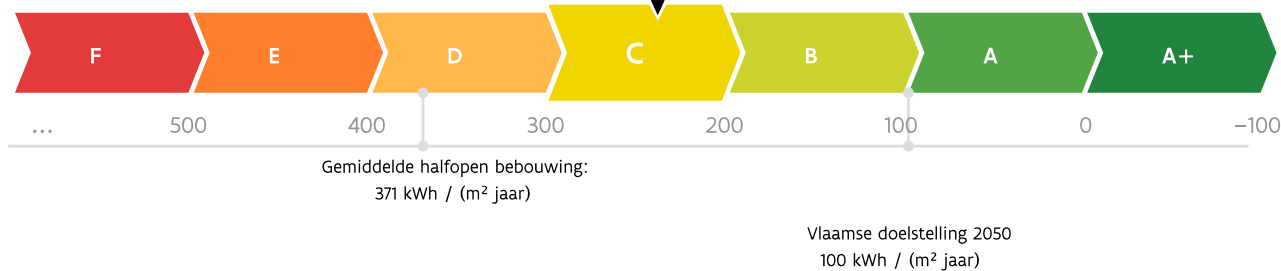 F E D C B A A+
... 500 400 300 200 100 0 –100
Gemiddelde halfopen bebouwing:
371 kWh / (m² jaar)
Vlaamse doelstelling 2050
100 kWh / (m² jaar)